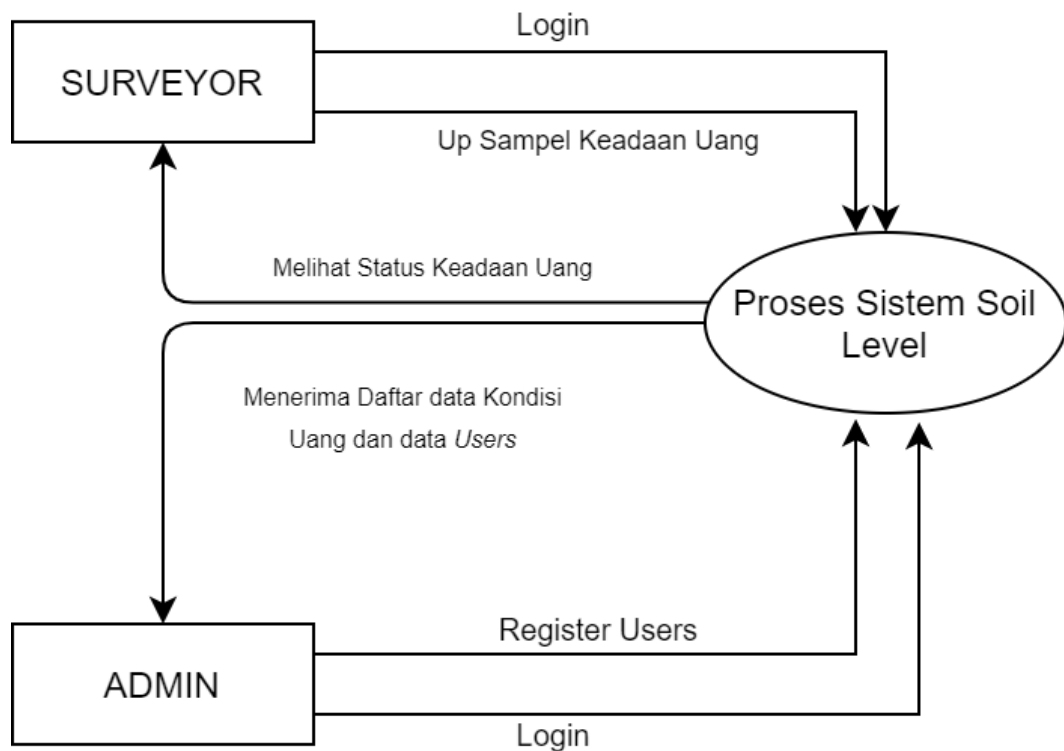 Login
SURVEYOR
Up Sampel Keadaan Uang
Melihat Status Keadaan Uang
Proses Sistem Soil
Level
Menerima Daftar data Kondisi
Uang dan data Users
Register Users
ADMIN
Login